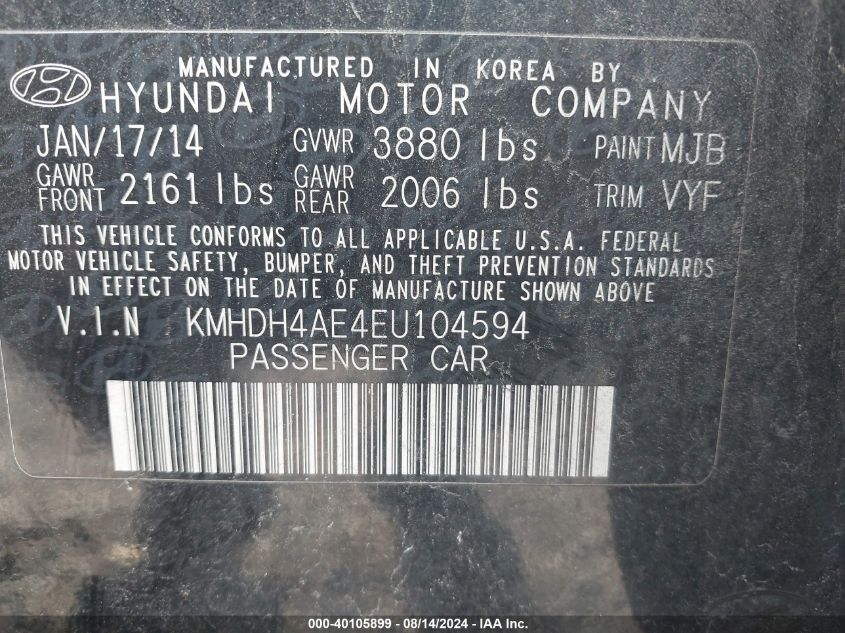 MANUFACTURED IN KOREA BY
HYUNDAI MOTOR COMPANY
JAN/17/14 GVWR 3880 lbs PAINT MJB
GAWR FRONT 2161 lbs GAWR REAR 2006 lbs TRIM VYF
THIS VEHICLE CONFORMS TO ALL APPLICABLE U.S.A. FEDERAL
MOTOR VEHICLE SAFETY, BUMPER, AND THEFT PREVENTION STANDARDS
IN EFFECT ON THE DATE OF MANUFACTURE SHOWN ABOVE
V.I.N KMHDH4AE4EU104594
PASSENGER CAR
000-40105899 - 08/14/2024 - IAA Inc.